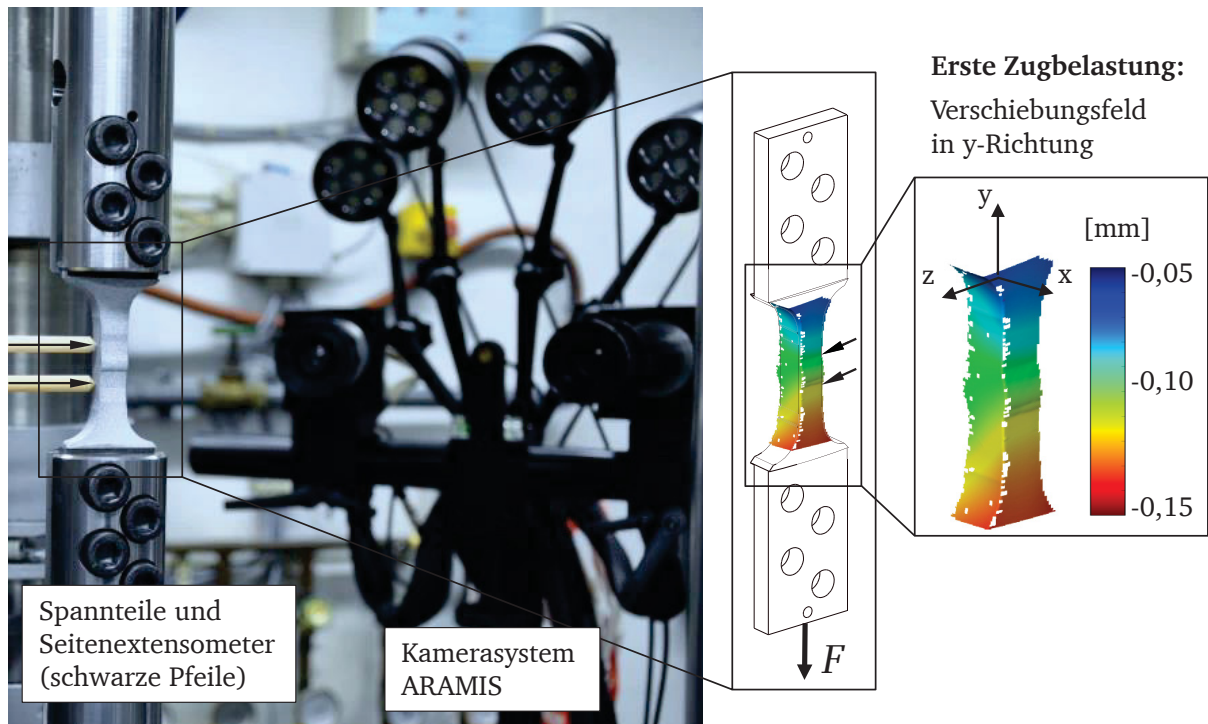 Erste Zugbelastung:
Verschiebungsfeld
in y-Richtung
y
[mm]
z
x
-0,05
-0,10
-0,15
F
Spannteile und
Seitenextensometer
(schwarze Pfeile)
Kamerasystem
ARAMIS